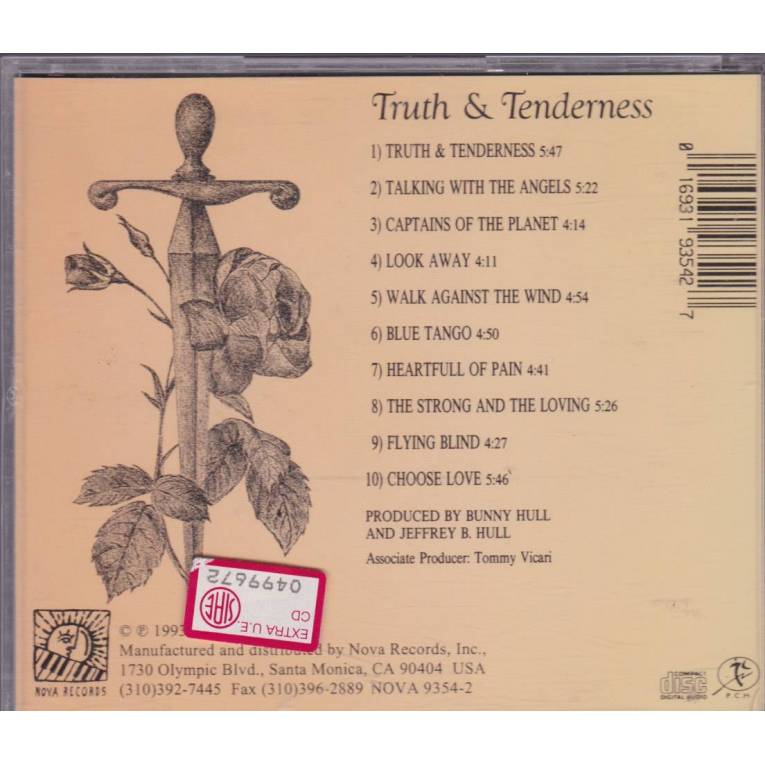 Truth & Tenderness
1) TRUTH & TENDERNESS 5:47
2) TALKING WITH THE ANGELS 5:22
3) CAPTAINS OF THE PLANET 4:14
4) LOOK AWAY 4:11
5) WALK AGAINST THE WIND 4:54
6) BLUE TANGO 4:50
7) HEARTFULL OF PAIN 4:41
8) THE STRONG AND THE LOVING 5:26
9) FLYING BLIND 4:27
10) CHOOSE LOVE 5:46
PRODUCED BY BUNNY HULL
AND JEFFREY B. HULL
Associate Producer: Tommy Vicari
0 16931 93542 7
0499672
SIAE
CD
EXTRA U.E.
© ℗ 1993
Manufactured and distributed by Nova Records, Inc.,
1730 Olympic Blvd., Santa Monica, CA 90404 USA
(310)392-7445 Fax (310)396-2889 NOVA 9354-2
NOVA RECORDS
COMPACT
disc
DIGITAL AUDIO
P.C.H